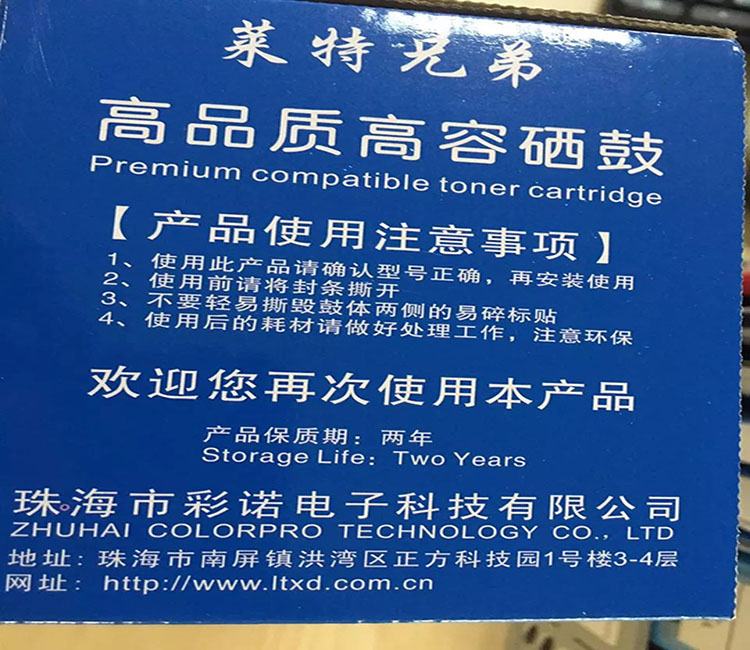 莱特兄弟
高品质高容硒鼓
Premium compatible toner cartridge
【产品使用注意事项】
1、使用此产品请确认型号正确，再安装使用
2、使用前请将封条撕开
3、不要轻易撕毁鼓体两侧的易碎标贴
4、使用后的耗材请做好处理工作，注意环保
欢迎您再次使用本产品
产品保质期：两年
Storage Life: Two Years
珠海市彩诺电子科技有限公司
ZHUHAI COLORPRO TECHNOLOGY CO., LTD
地址: 珠海市南屏镇洪湾区正方科技园1号楼3-4层
网址: http://www.ltxd.com.cn